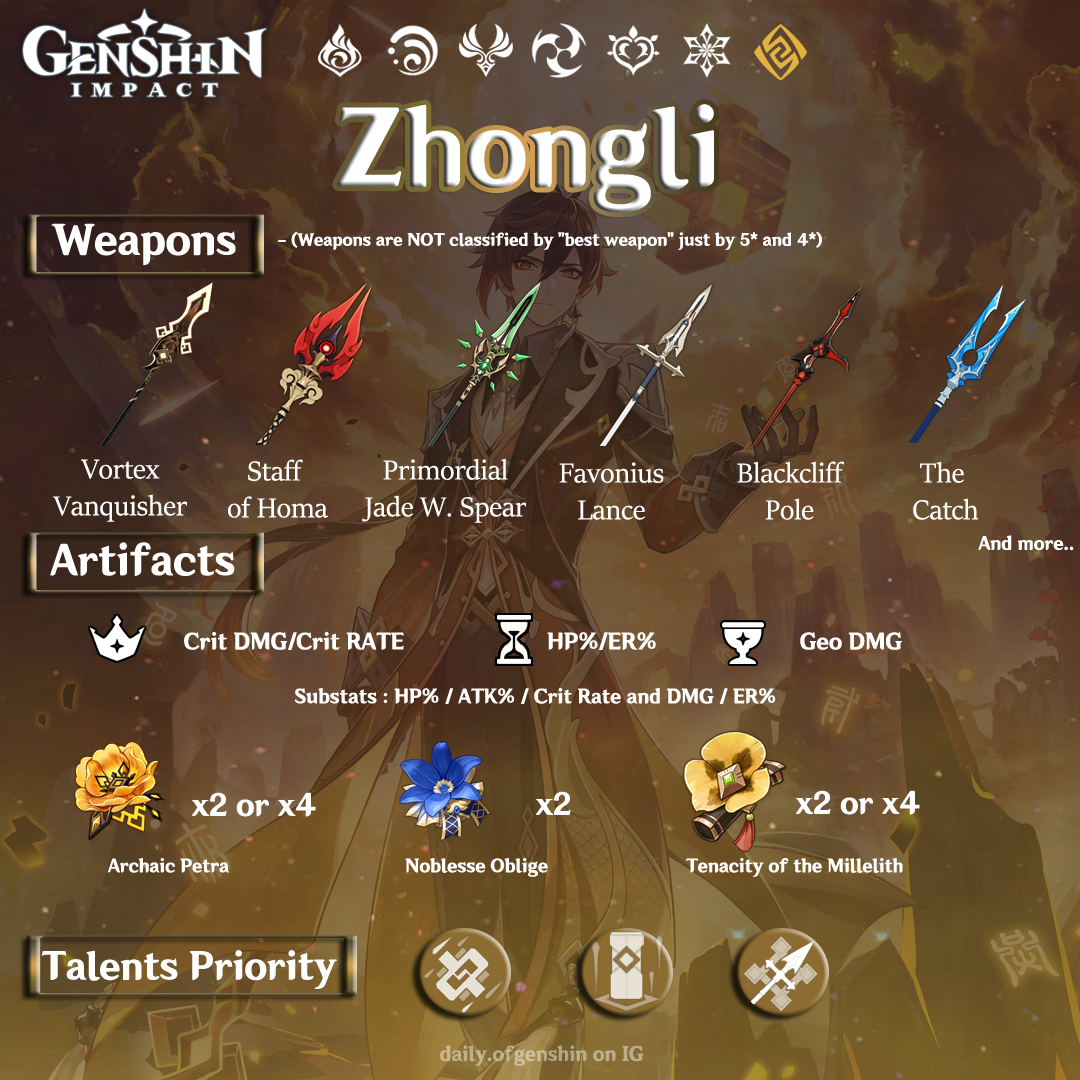 GENSHIN
IMPACT
Zhongli
Weapons
- (Weapons are NOT classified by "best weapon" just by 5* and 4*)
Vortex
Vanquisher
Staff
of Homa
Primordial
Jade W. Spear
Favonius
Lance
Blackcliff
Pole
The
Catch
And more..
Artifacts
Crit DMG/Crit RATE
HP%/ER%
Geo DMG
Substats : HP% / ATK% / Crit Rate and DMG / ER%
x2 or x4
x2
x2 or x4
Archaic Petra
Noblesse Oblige
Tenacity of the Millelith
Talents Priority
daily.ofgenshin on IG